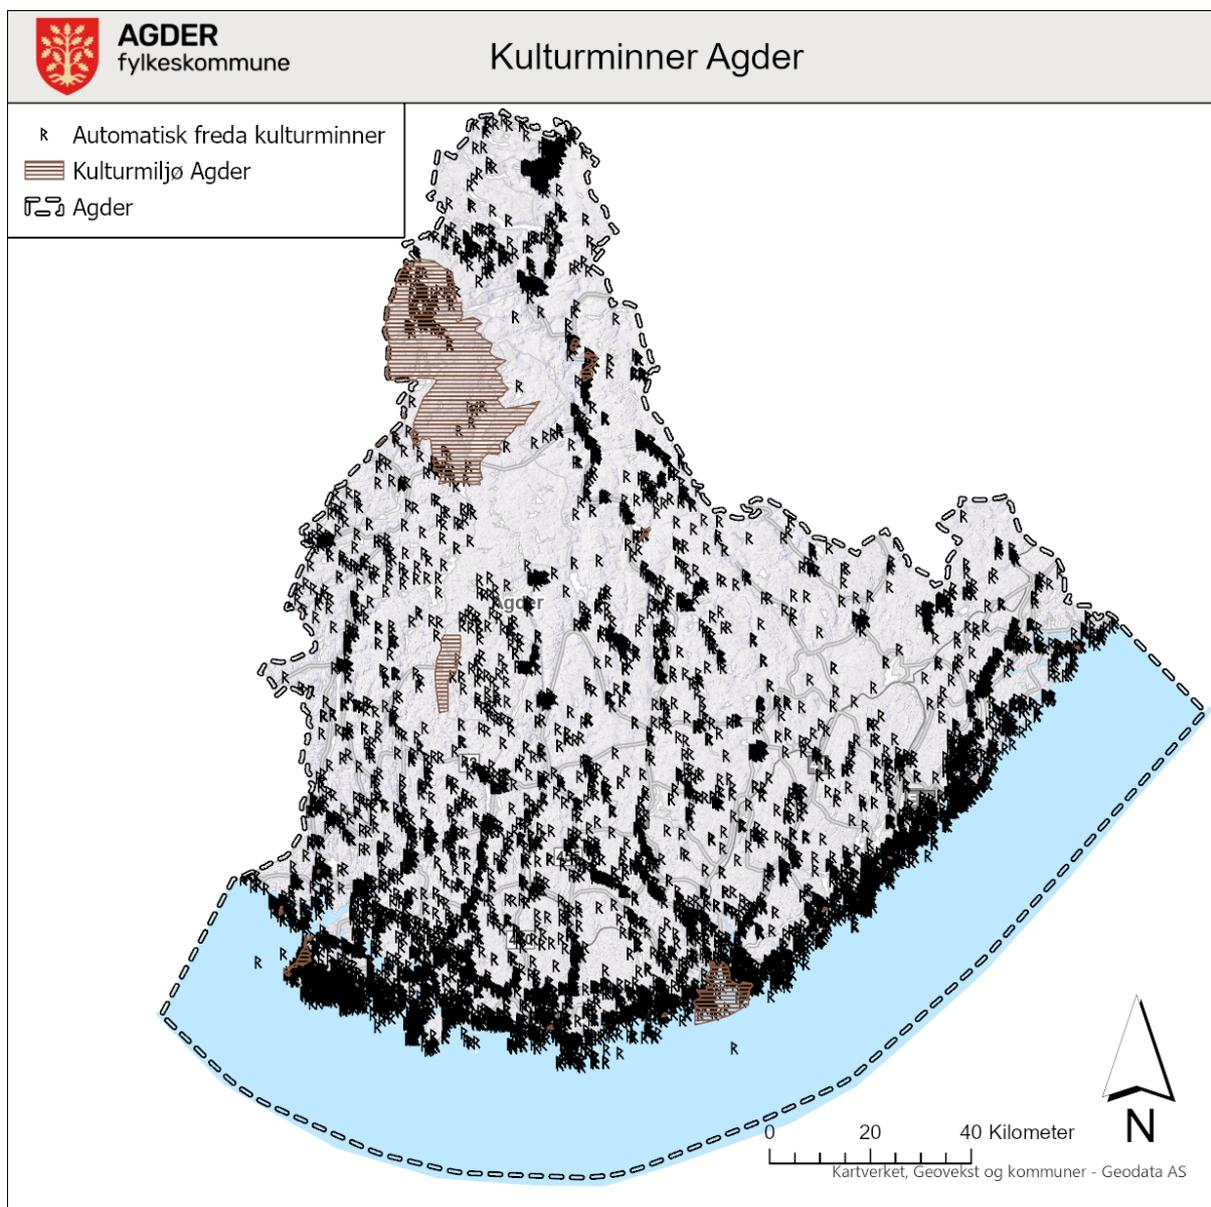 AGDER
fylkeskommune
Kulturminner Agder
R Automatisk freda kulturminner
Kulturmiljø Agder
Agder
Agder
42
N
0 20 40 Kilometer
Kartverket, Geovekst og kommuner - Geodata AS